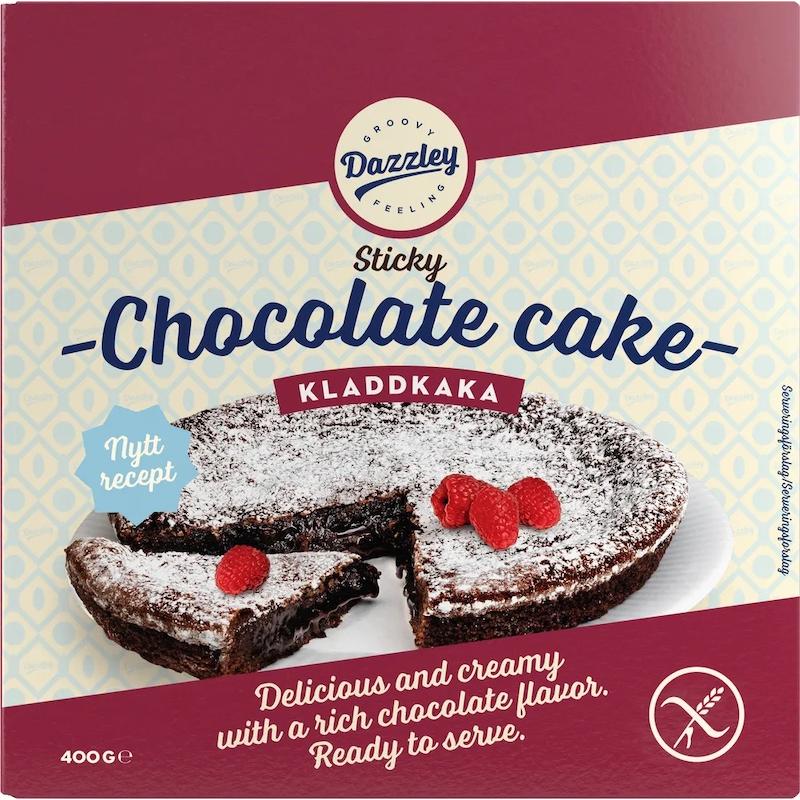 GROOVY
Dazzley
FEELING
Sticky
-Chocolate cake-
KLADDKAKA
Nytt
recept
Serveringsförslag/Serveringsforslag
Delicious and creamy
with a rich chocolate flavor.
Ready to serve.
400 G ℮